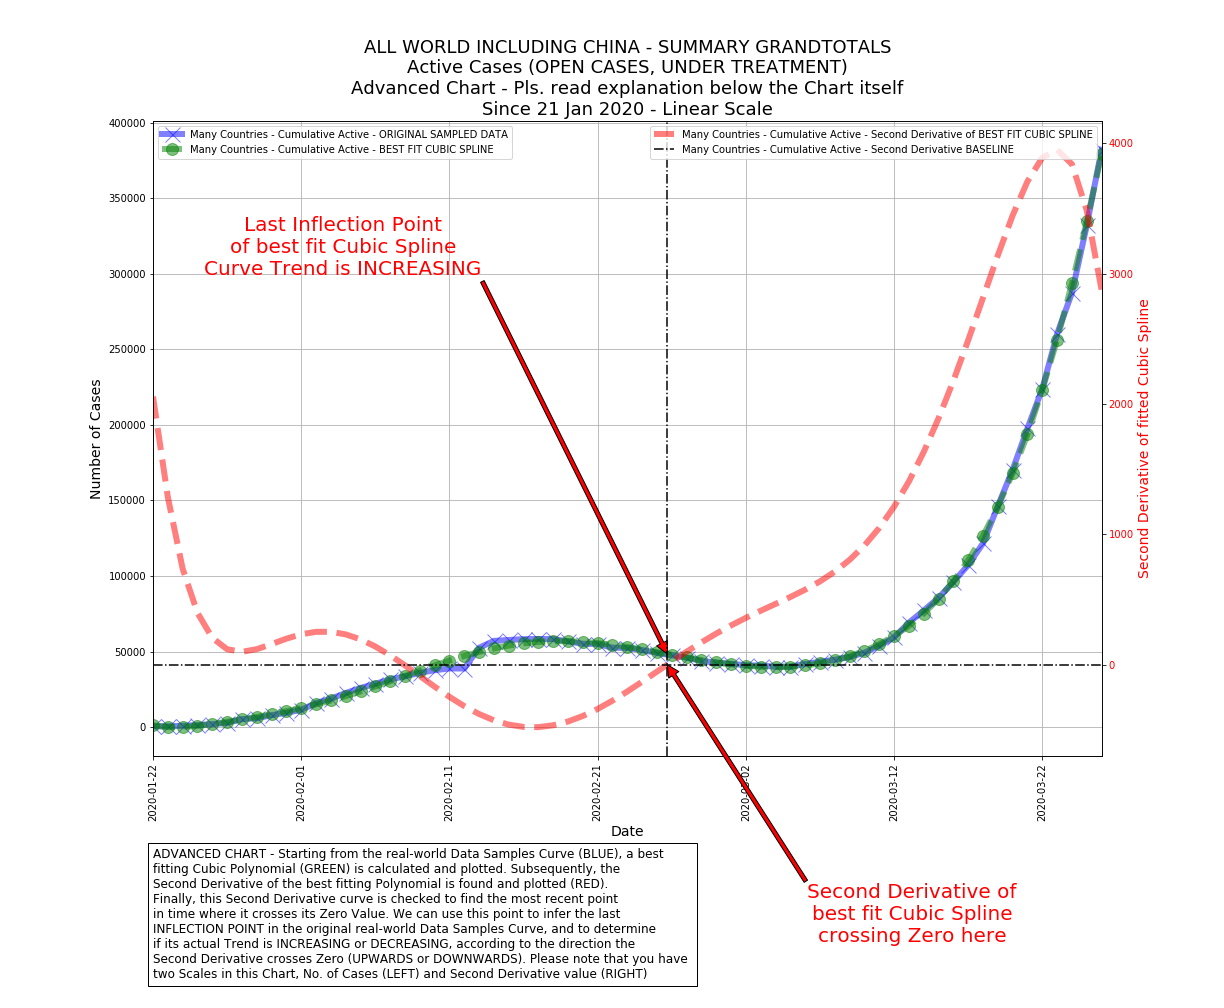 ALL WORLD INCLUDING CHINA - SUMMARY GRANDTOTALS
Active Cases (OPEN CASES, UNDER TREATMENT)
Advanced Chart - Pls. read explanation below the Chart itself
Since 21 Jan 2020 - Linear Scale
Many Countries - Cumulative Active - ORIGINAL SAMPLED DATA
Many Countries - Cumulative Active - BEST FIT CUBIC SPLINE
Many Countries - Cumulative Active - Second Derivative of BEST FIT CUBIC SPLINE
Many Countries - Cumulative Active - Second Derivative BASELINE
Last Inflection Point
of best fit Cubic Spline
Curve Trend is INCREASING
Number of Cases
400000
350000
300000
250000
200000
150000
100000
50000
0
Second Derivative of fitted Cubic Spline
4000
3000
2000
1000
0
2020-01-22
2020-02-01
2020-02-11
2020-02-21
2020-03-02
2020-03-12
2020-03-22
Date
ADVANCED CHART - Starting from the real-world Data Samples Curve (BLUE), a best
fitting Cubic Polynomial (GREEN) is calculated and plotted. Subsequently, the
Second Derivative of the best fitting Polynomial is found and plotted (RED).
Finally, this Second Derivative curve is checked to find the most recent point
in time where it crosses its Zero Value. We can use this point to infer the last
INFLECTION POINT in the original real-world Data Samples Curve, and to determine
if its actual Trend is INCREASING or DECREASING, according to the direction the
Second Derivative crosses Zero (UPWARDS or DOWNWARDS). Please note that you have
two Scales in this Chart, No. of Cases (LEFT) and Second Derivative value (RIGHT)
Second Derivative of
best fit Cubic Spline
crossing Zero here